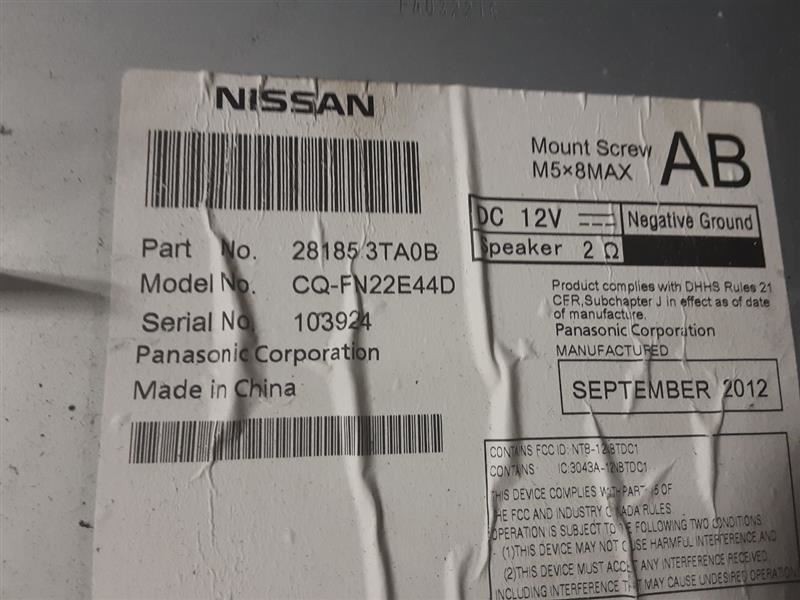 NISSAN
Part No. 28185 3TA0B
Model No. CQ-FN22E44D
Serial No. 103924
Panasonic Corporation
Made in China
Mount Screw
M5×8MAX
AB
DC 12V Negative Ground
Speaker 2 Ω
Product complies with DHHS Rules 21
CFR,Subchapter J in effect as of date
of manufacture.
Panasonic Corporation
MANUFACTURED
SEPTEMBER 2012
CONTAINS FCC ID: NT8-12NBTDC1
CONTAINS IC:3043A-12NBTDC1
THIS DEVICE COMPLIES WITH PART 15 OF
THE FCC AND INDUSTRY CANADA RULES.
OPERATION IS SUBJECT TO THE FOLLOWING TWO CONDITIONS
(1)THIS DEVICE MAY NOT CAUSE HARMFUL INTERFERENCE,AND
(2)THIS DEVICE MUST ACCEPT ANY INTERFERENCE RECEIVED,
INCLUDING INTERFERENCE THAT MAY CAUSE UNDESIRED OPERATION